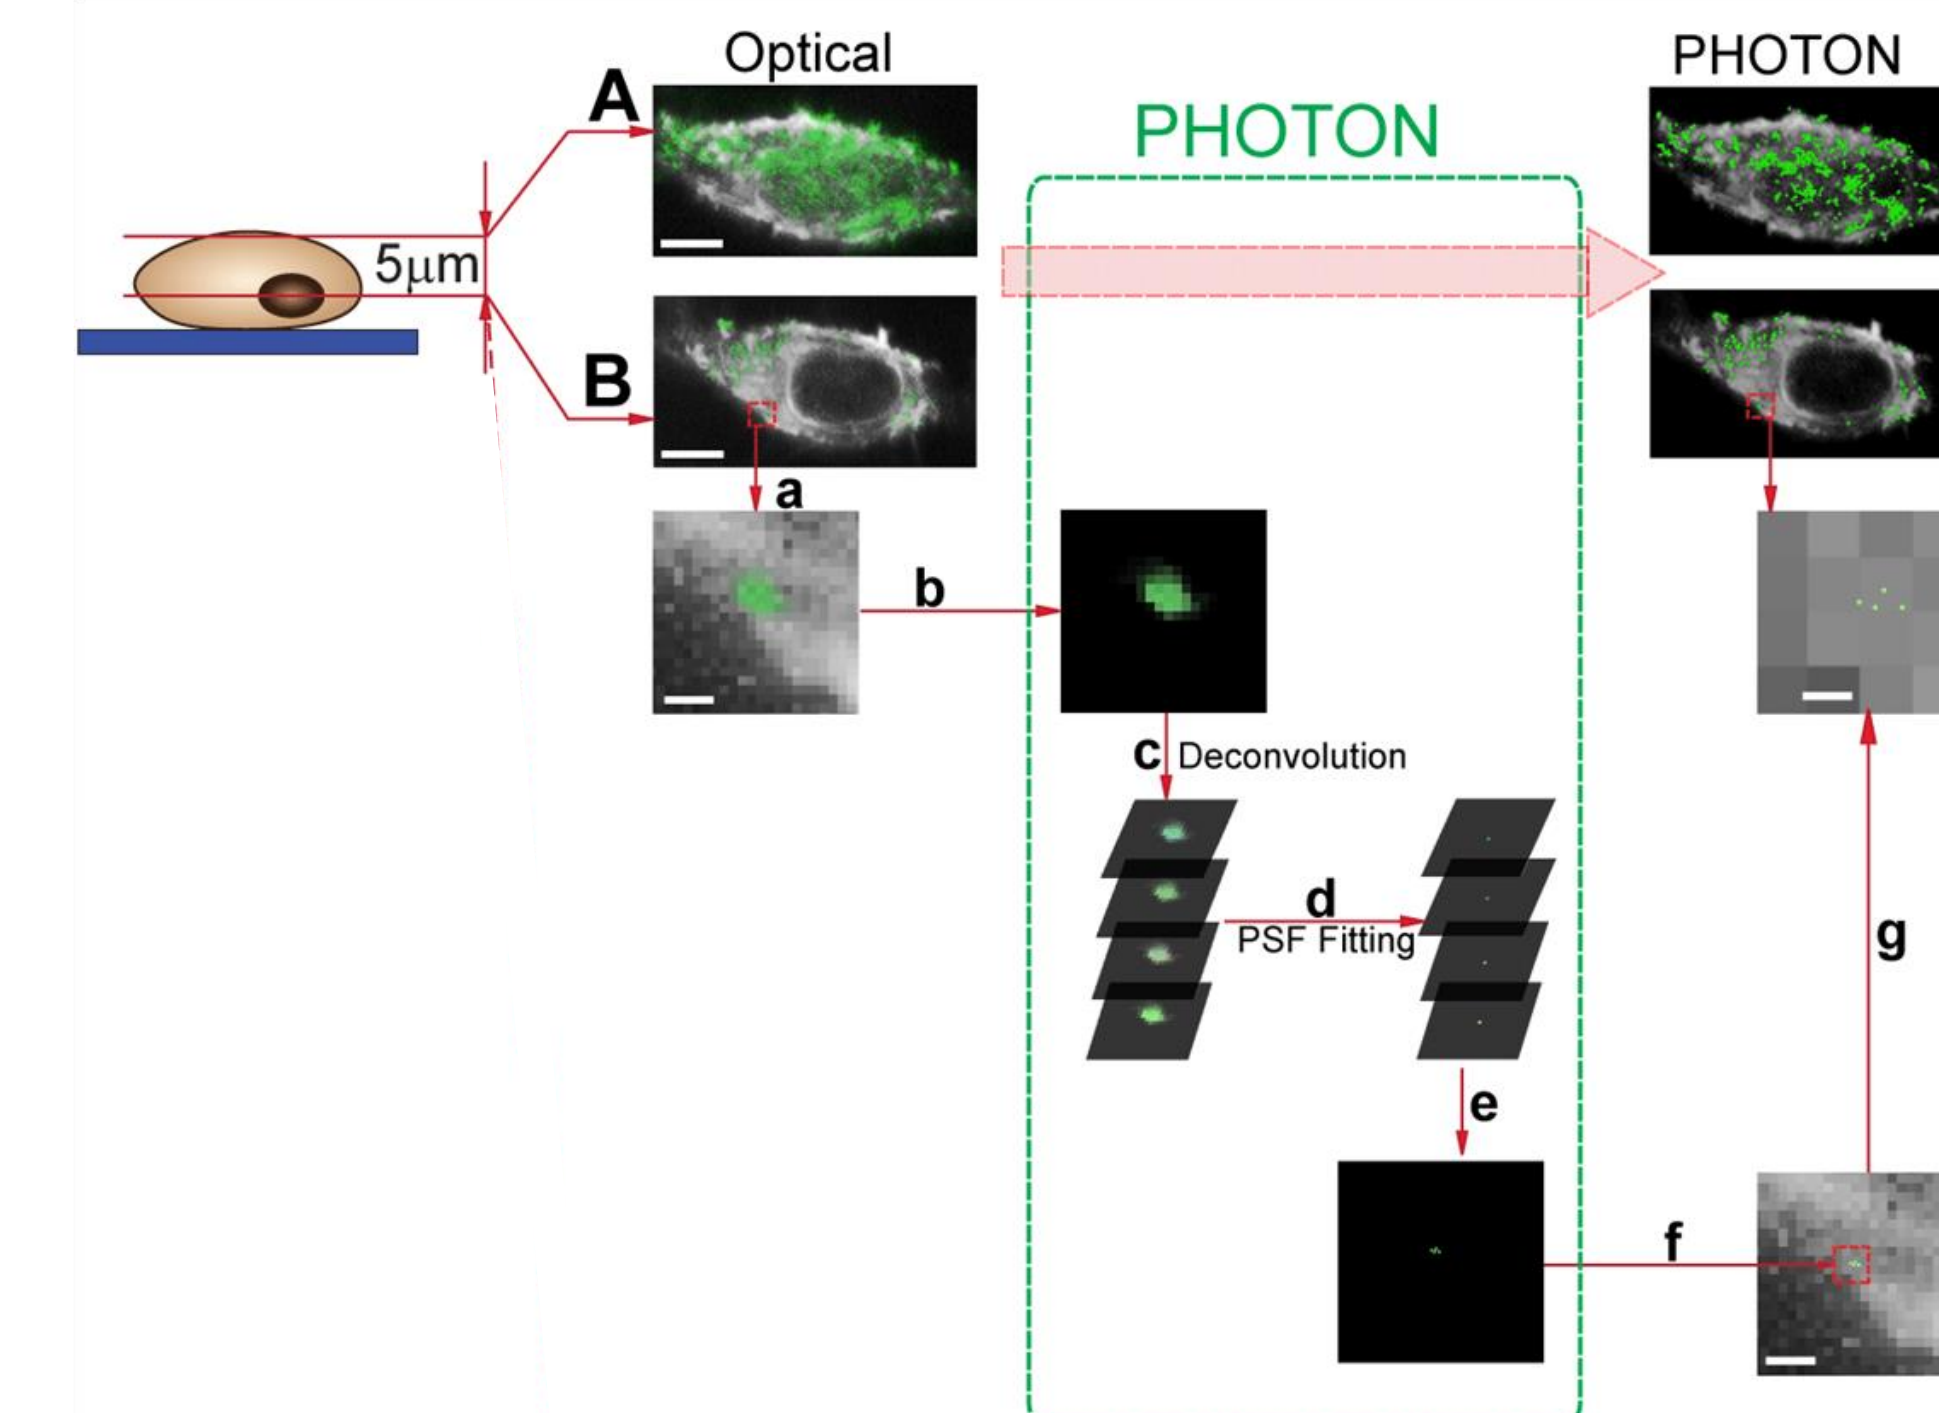 Optical
PHOTON
A
PHOTON
5μm
B
a
b
c Deconvolution
d
PSF Fitting
g
e
f